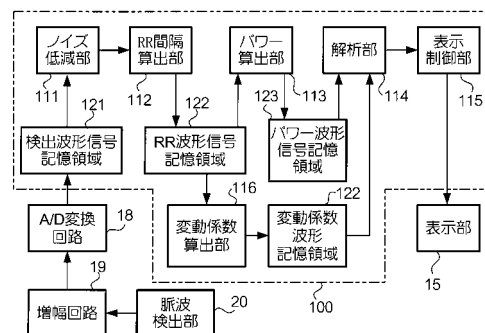 ノイズ
低減部
111
RR間隔
算出部
112
パワー
算出部
113
解析部
114
表示
制御部
115
121
検出波形信号
記憶領域
122
RR波形信号
記憶領域
123
パワー波形
信号記憶
領域
116
変動係数
算出部
122
変動係数
波形
記憶領域
A/D変換
回路
18
表示部
15
19
増幅回路
脈波
検出部
20
100